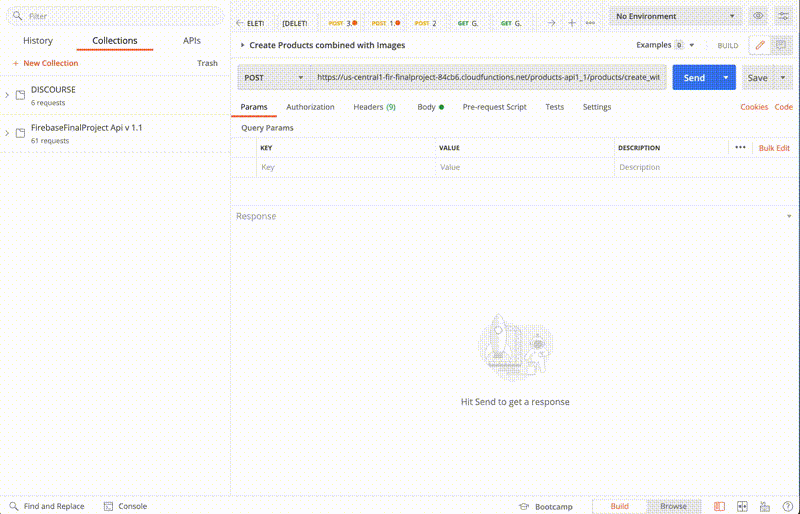 Filter
History Collections APIs
+ New Collection Trash
DISCOURSE
6 requests
FirebaseFinalProject Api v 1.1
61 requests
ELETI [DELETI POST 3. POST 1. POST 2 GET G. GET G. + ••• No Environment
Create Products combined with Images Examples 0 BUILD
POST https://us-central1-fir-finalproject-84cb6.cloudfunctions.net/products-api1_1/products/create_wit Send Save
Params Authorization Headers (9) Body Pre-request Script Tests Settings Cookies Code
Query Params
KEY VALUE DESCRIPTION ••• Bulk Edit
Key Value Description
Response
Hit Send to get a response
Find and Replace Console Bootcamp Build Browse ?